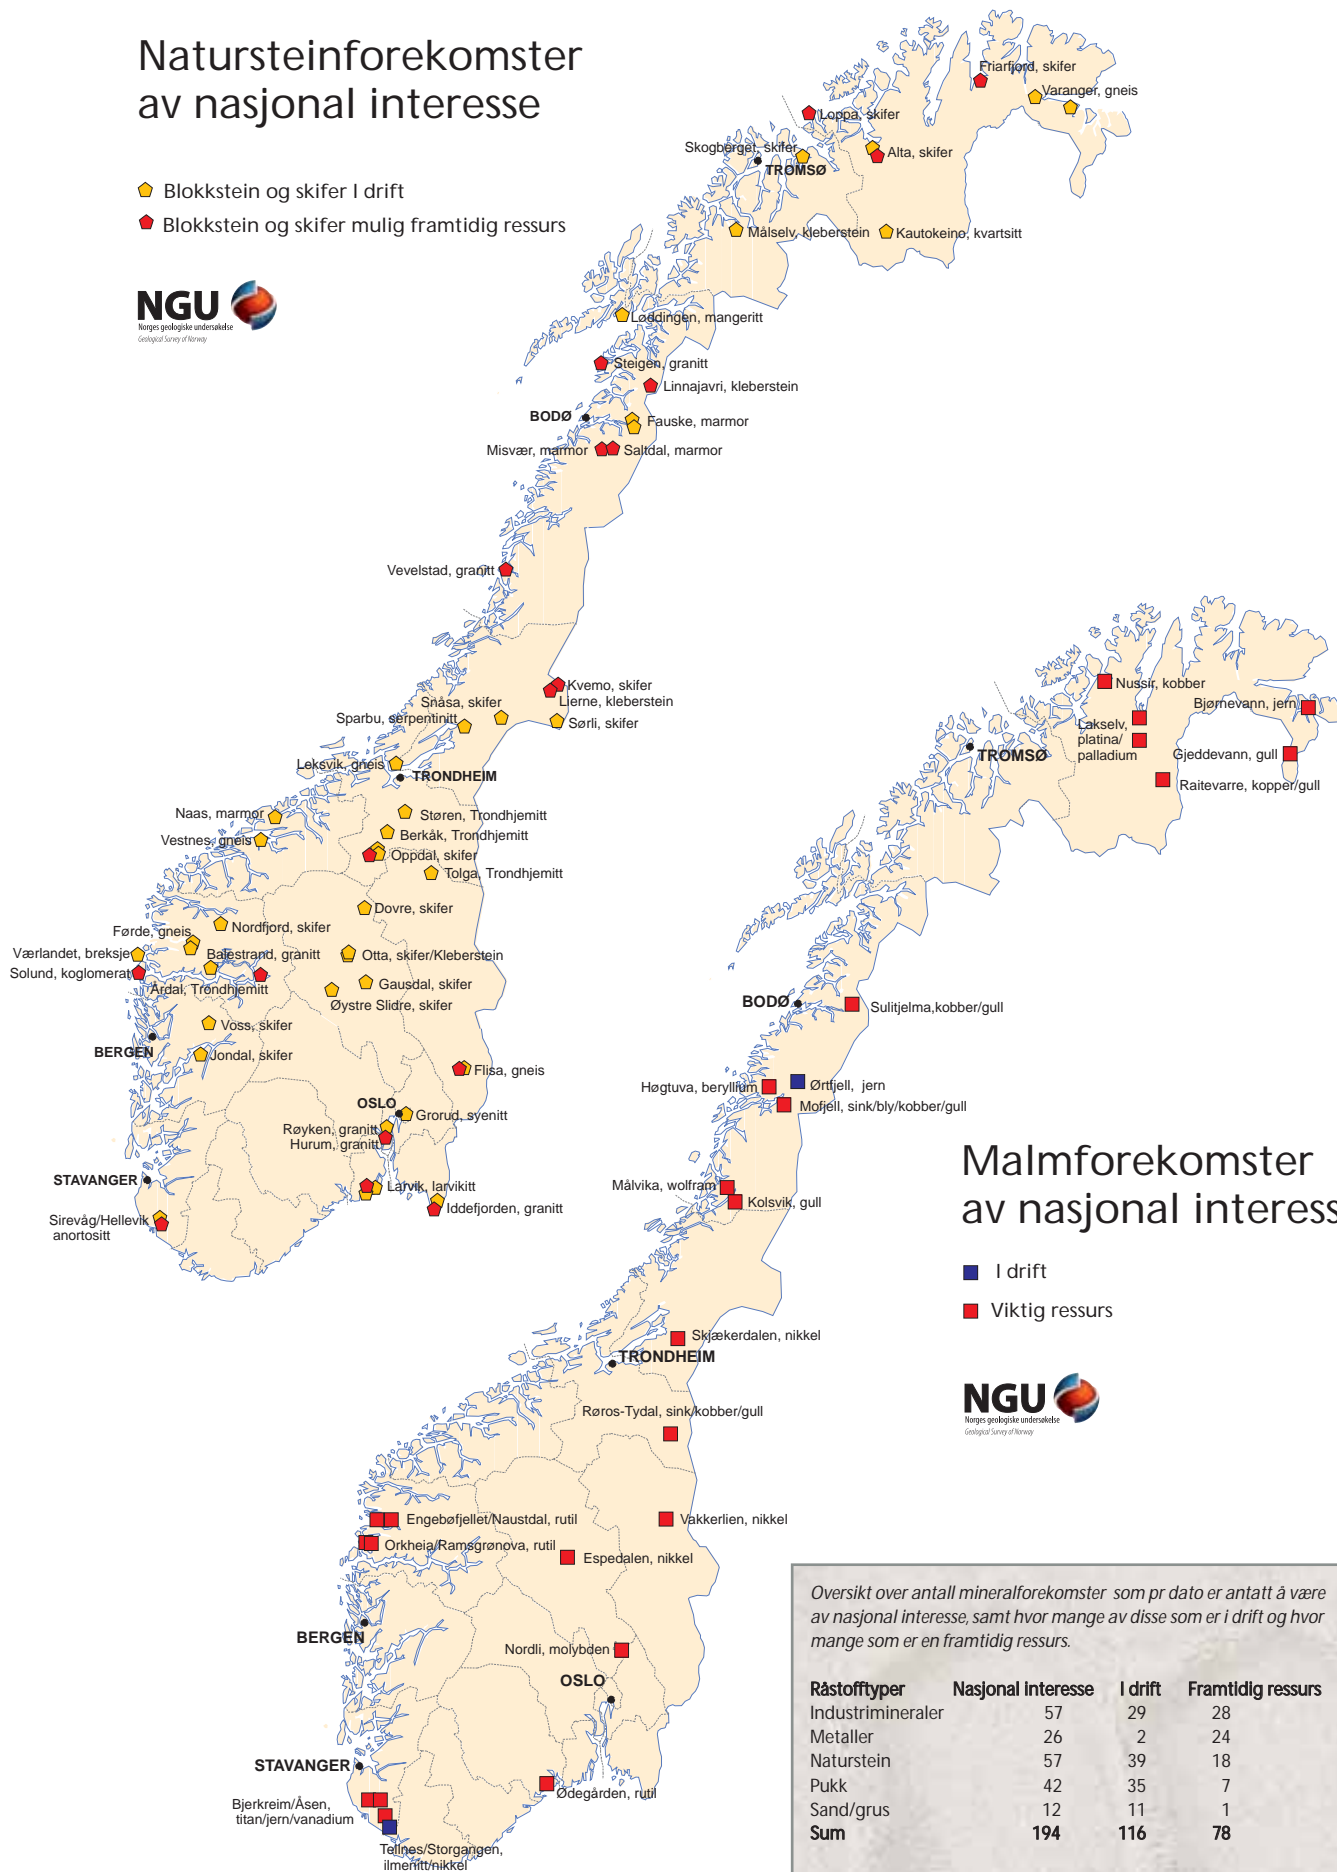 Natursteinforekomster
av nasjonal interesse
Blokkstein og skifer I drift
Blokkstein og skifer mulig framtidig ressurs
NGU
Norges geologiske undersøkelse
Geological Survey of Norway
Friarfjord, skifer
Varanger, gneis
Loppa, skifer
Skogberget, skifer
Alta, skifer
TROMSØ
Målselv, kleberstein
Kautokeino, kvartsitt
Løddingen, mangeritt
Steigen, granitt
Linnajavri, kleberstein
BODØ
Fauske, marmor
Misvær, marmor
Saltdal, marmor
Vevelstad, granitt
Kvemo, skifer
Lierne, kleberstein
Snåsa, skifer
Sparbu, serpentinitt
Sørli, skifer
Leksvik, gneis
TRONDHEIM
Naas, marmor
Støren, Trondhjemitt
Berkåk, Trondhjemitt
Vestnes, gneis
Oppdal, skifer
Tolga, Trondhjemitt
Dovre, skifer
Nordfjord, skifer
Førde, gneis
Værlandet, breksje
Balestrand, granitt
Otta, skifer/Kleberstein
Solund, koglomerat
Årdal, Trondhjemitt
Gausdal, skifer
Øystre Slidre, skifer
Voss, skifer
BERGEN
Jondal, skifer
Flisa, gneis
OSLO
Grorud, syenitt
Røyken, granitt
Hurum, granitt
STAVANGER
Larvik, larvikitt
Iddefjorden, granitt
Sirevåg/Hellevik
anortositt
Nussir, kobber
Bjørnevann, jern
Lakselv,
platina/
palladium
TROMSØ
Gjeddevann, gull
Raitevarre, kopper/gull
BODØ
Sulitjelma,kobber/gull
Høgtuva, beryllium
Ørtfjell, jern
Mofjell, sink/bly/kobber/gull
Målvika, wolfram
Kolsvik, gull
Malmforekomster
av nasjonal interess
I drift
Viktig ressurs
NGU
Norges geologiske undersøkelse
Geological Survey of Norway
Skjækerdalen, nikkel
TRONDHEIM
Røros-Tydal, sink/kobber/gull
Engebøfjellet/Naustdal, rutil
Vakkerlien, nikkel
Orkheia/Ramsgrønova, rutil
Espedalen, nikkel
BERGEN
Nordli, molybden
OSLO
STAVANGER
Ødegården, rutil
Bjerkreim/Åsen,
titan/jern/vanadium
Tellnes/Storgangen,
ilmenitt/nikkel
Oversikt over antall mineralforekomster som pr dato er antatt å være
av nasjonal interesse, samt hvor mange av disse som er i drift og hvor
mange som er en framtidig ressurs.
Råstofftyper Nasjonal interesse I drift Framtidig ressurs
Industrimineraler 57 29 28
Metaller 26 2 24
Naturstein 57 39 18
Pukk 42 35 7
Sand/grus 12 11 1
Sum 194 116 78